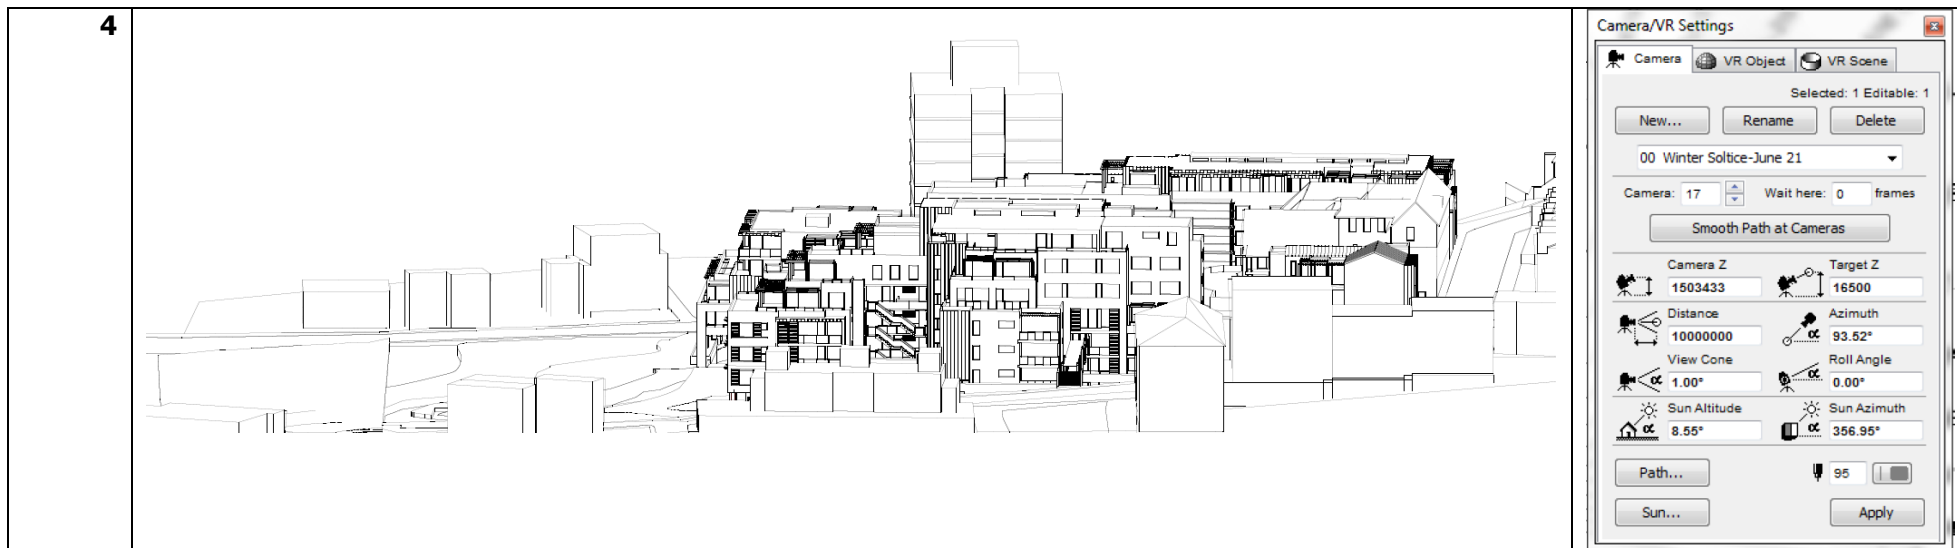 4
Camera/VR Settings
Camera VR Object VR Scene
Selected: 1 Editable: 1
New... Rename Delete
00 Winter Soltice-June 21
Camera: 17 Wait here: 0 frames
Smooth Path at Cameras
Camera Z Target Z
1503433 16500
Distance Azimuth
10000000 93.52°
View Cone Roll Angle
1.00° 0.00°
Sun Altitude Sun Azimuth
8.55° 356.95°
Path... 95
Sun... Apply